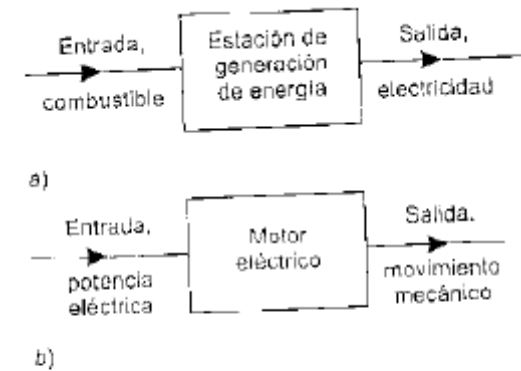 Entrada,
combustible
Estación de
generación
de energía
Salida,
electricidad
a)
Entrada,
potencia
eléctrica
Motor
eléctrico
Salida.
movimiento
mecánico
b)